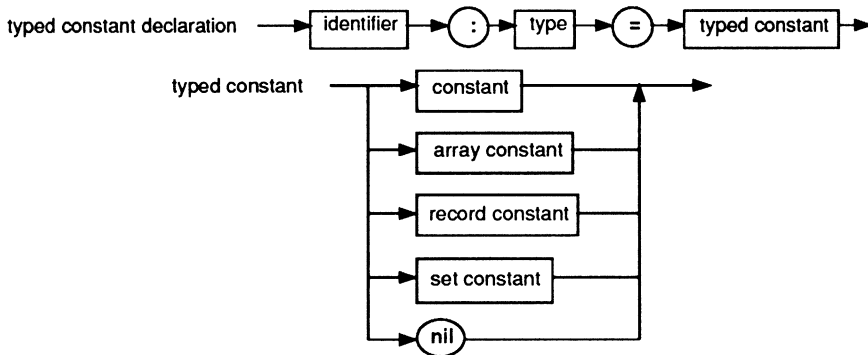 typed constant declaration identifier : type = typed constant
typed constant constant
array constant
record constant
set constant
nil